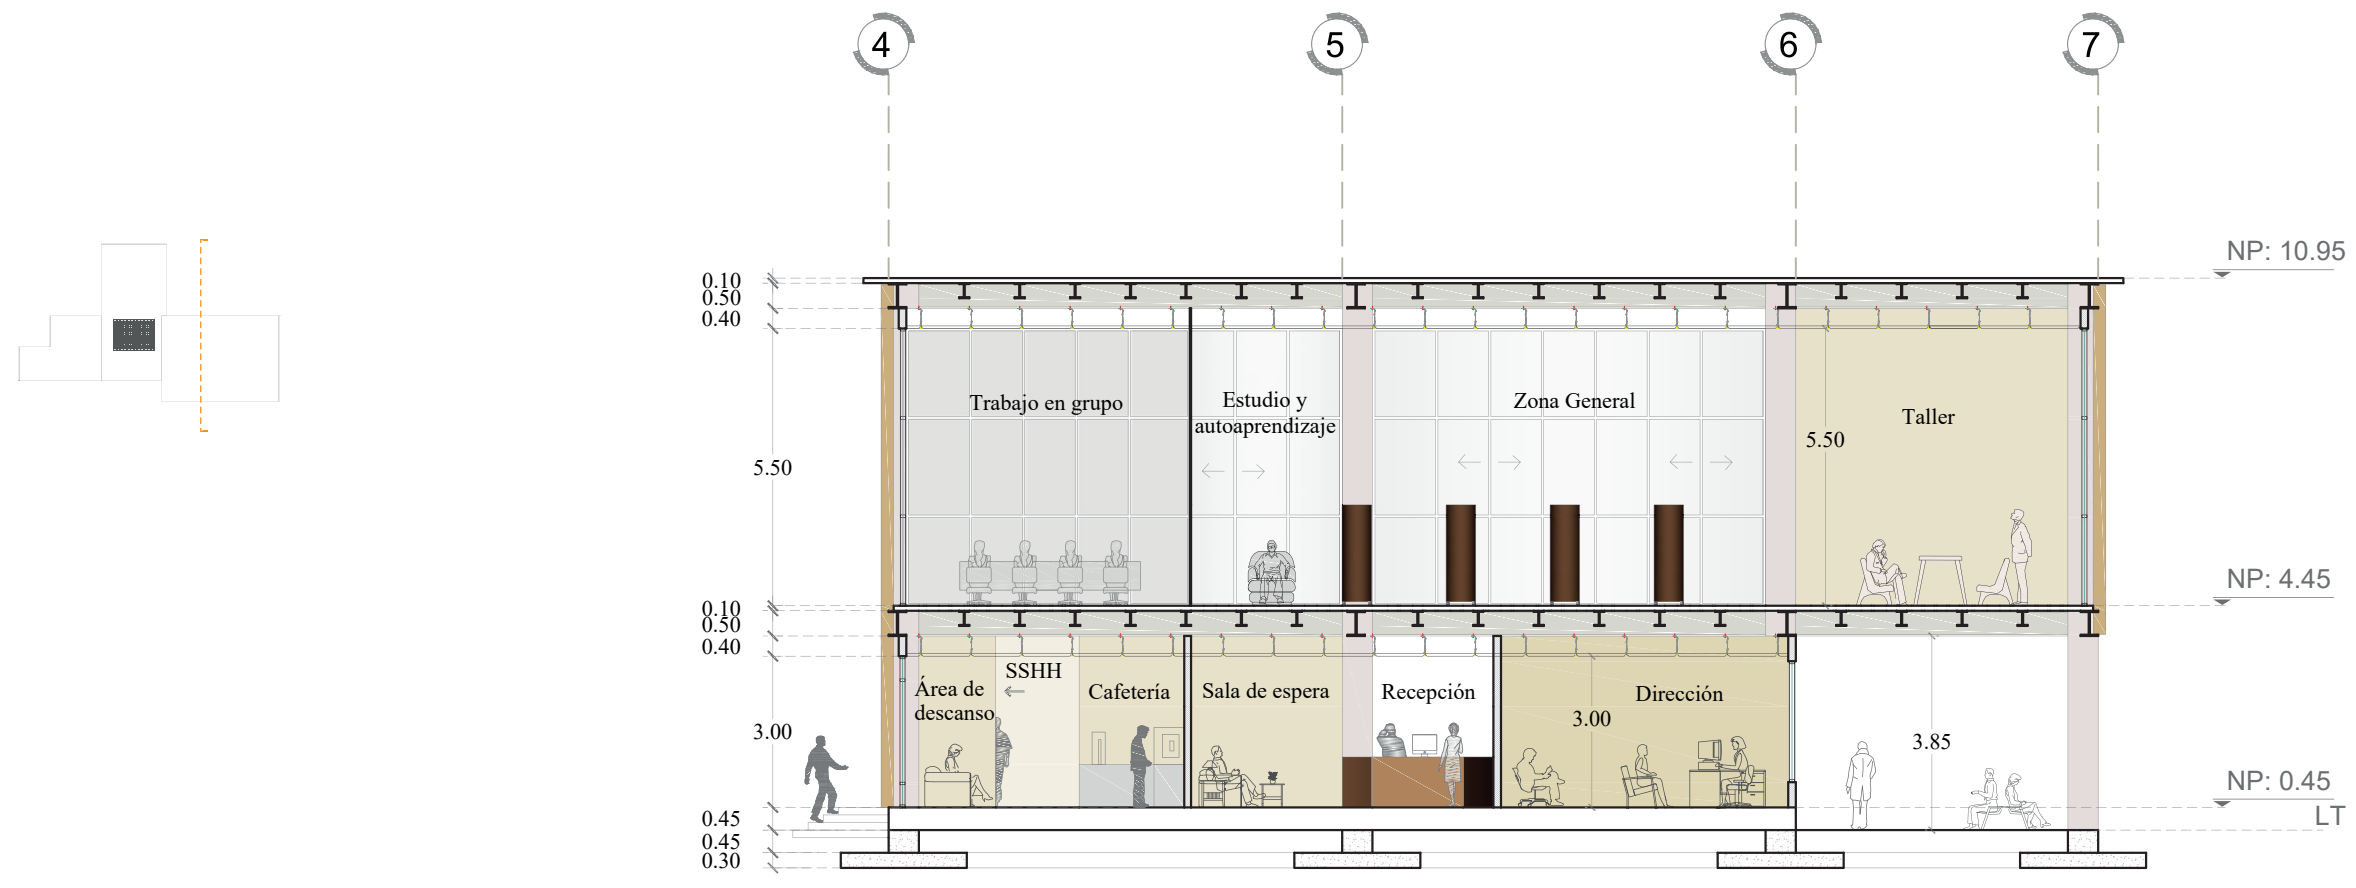 4
5
6
7
NP: 10.95
0.10
0.50
0.40
Trabajo en grupo
Estudio y
autoaprendizaje
Zona General
Taller
5.50
5.50
NP: 4.45
0.10
0.50
0.40
Área de
descanso
SSHH
Cafetería
Sala de espera
Recepción
Dirección
3.00
3.00
3.85
NP: 0.45
LT
0.45
0.45
0.30